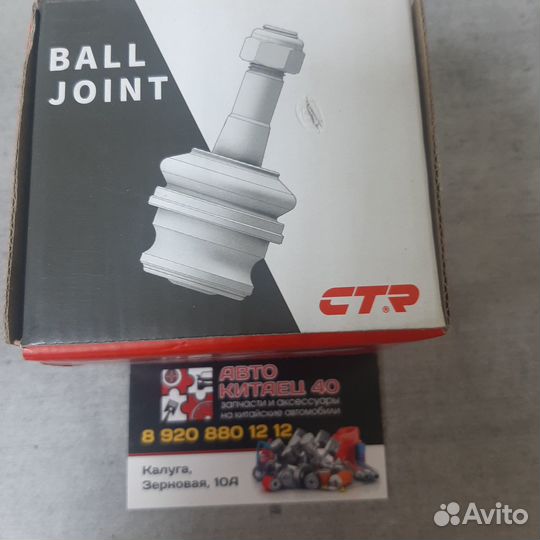 BALL
JOINT
CTR
®
АВТО
КИТАЕЦ 40
запчасти и аксессуары
на китайские автомобили
8 920 880 12 12
Калуга,
Зерновая, 10А
Avito